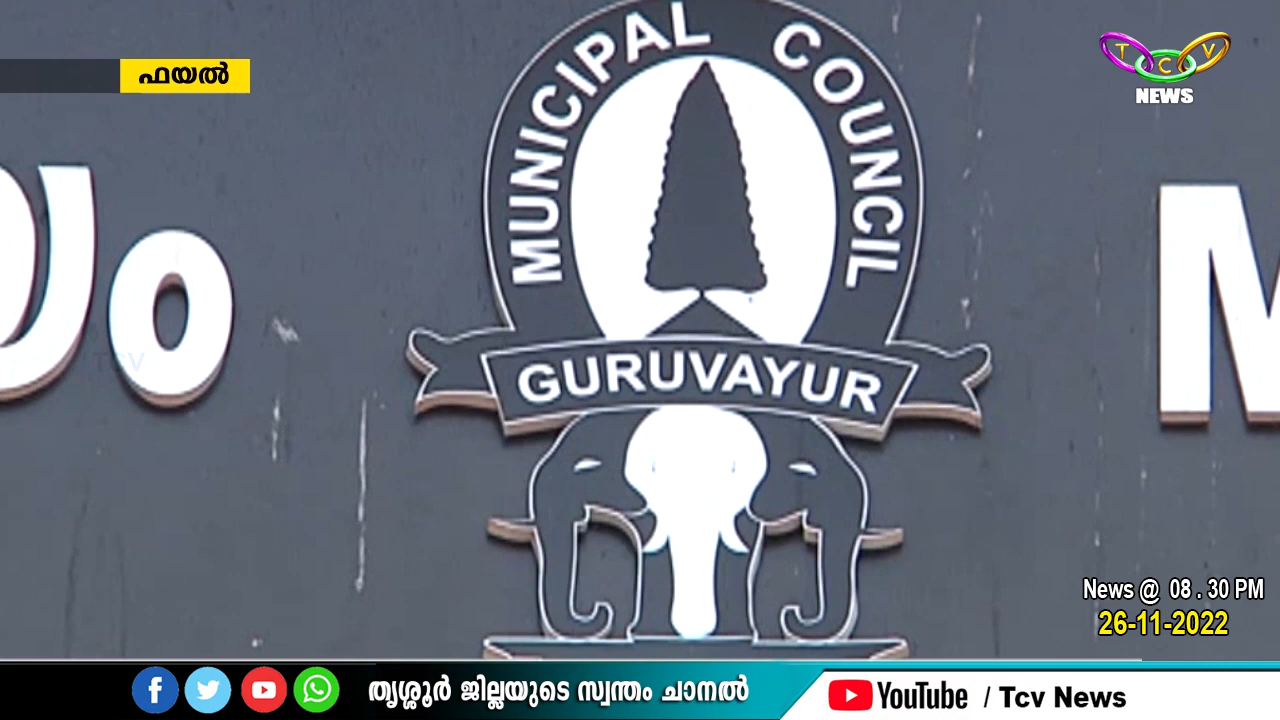 ഫയൽ
T C V
NEWS
MUNICIPAL COUNCIL
GURUVAYUR
Tcv
News @ 08 . 30 PM
26-11-2022
തൃശ്ശൂർ ജില്ലയുടെ സ്വന്തം ചാനൽ
YouTube / Tcv News